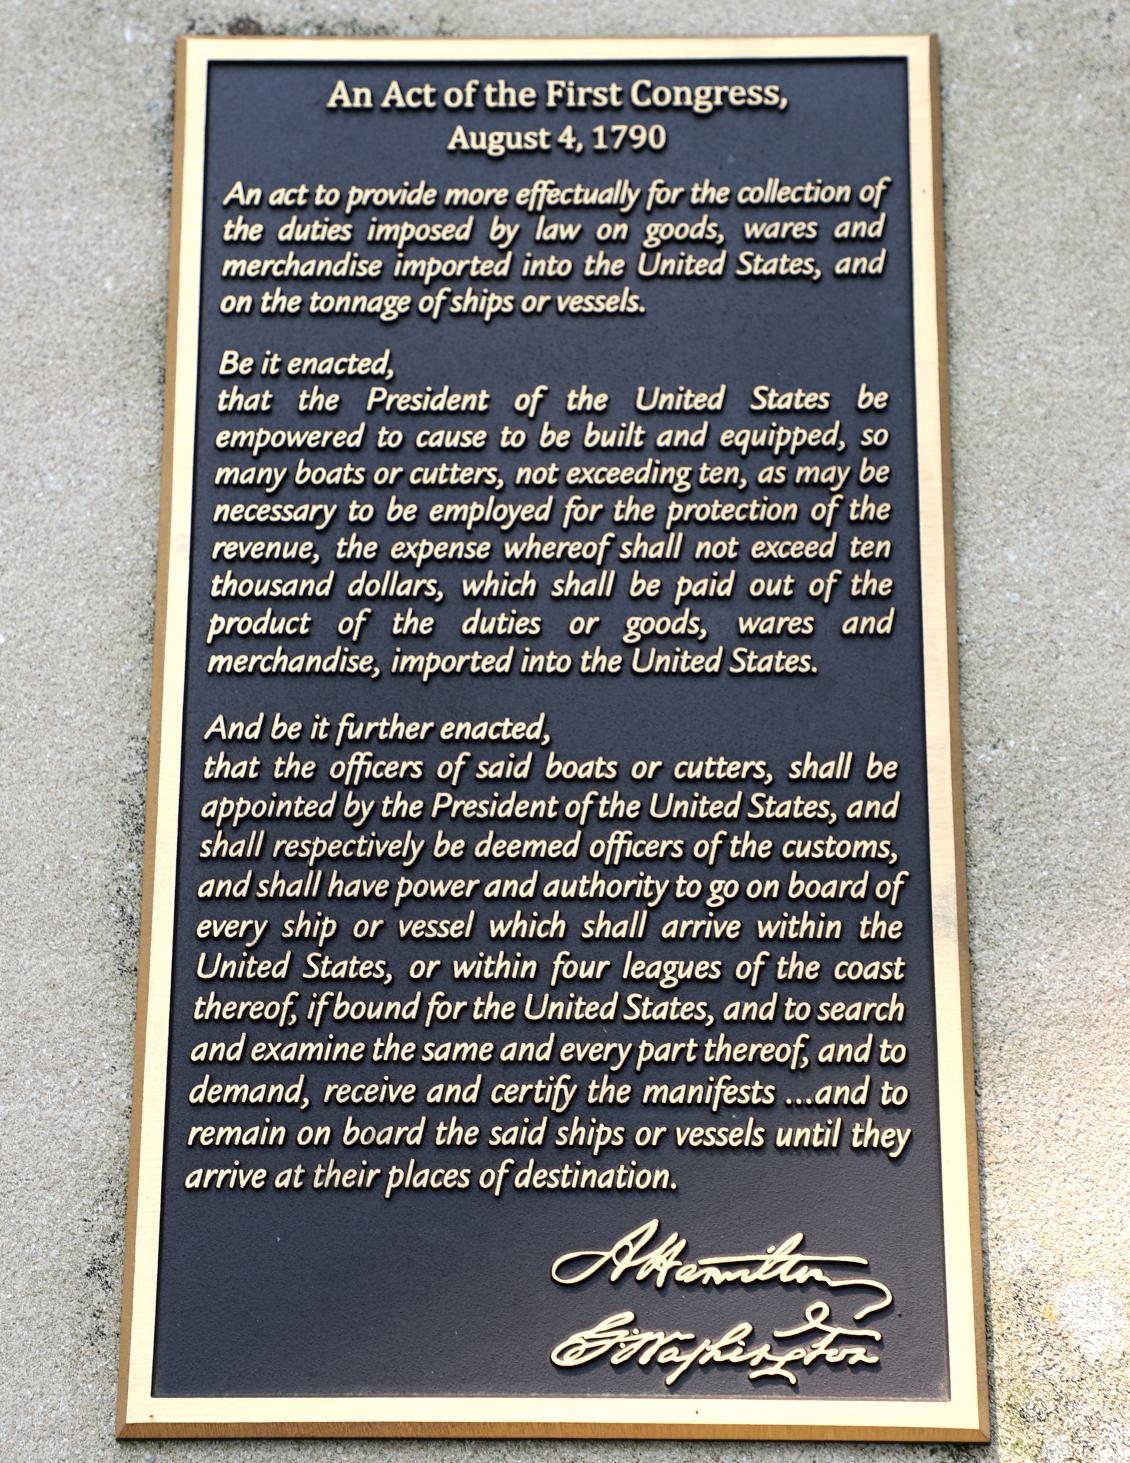 An Act of the First Congress,
August 4, 1790
An act to provide more effectually for the collection of
the duties imposed by law on goods, wares and
merchandise imported into the United States, and
on the tonnage of ships or vessels.
Be it enacted,
that the President of the United States be
empowered to cause to be built and equipped, so
many boats or cutters, not exceeding ten, as may be
necessary to be employed for the protection of the
revenue, the expense whereof shall not exceed ten
thousand dollars, which shall be paid out of the
product of the duties or goods, wares and
merchandise, imported into the United States.
And be it further enacted,
that the officers of said boats or cutters, shall be
appointed by the President of the United States, and
shall respectively be deemed officers of the customs,
and shall have power and authority to go on board of
every ship or vessel which shall arrive within the
United States, or within four leagues of the coast
thereof, if bound for the United States, and to search
and examine the same and every part thereof, and to
demand, receive and certify the manifests ...and to
remain on board the said ships or vessels until they
arrive at their places of destination.
A Hamilton
G. Washington